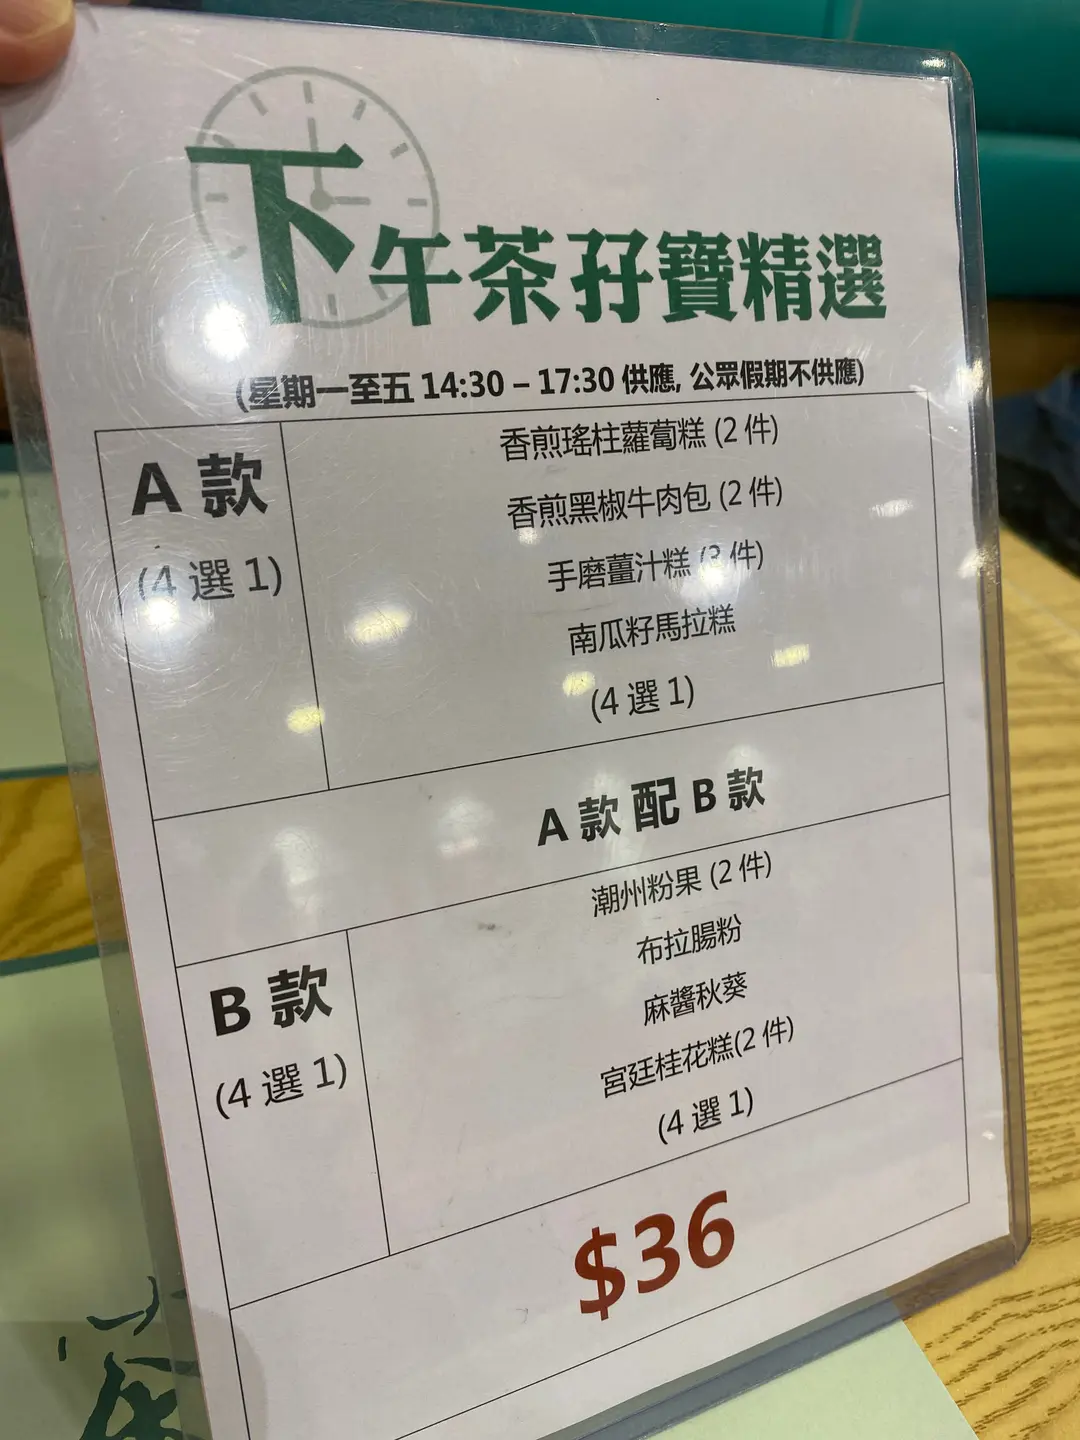 下午茶孖寶精選
(星期一至五 14:30 – 17:30 供應, 公眾假期不供應)
A 款
(4 選 1)
香煎瑤柱蘿蔔糕 (2 件)
香煎黑椒牛肉包 (2 件)
手磨薑汁糕 (3 件)
南瓜籽馬拉糕
(4 選 1)
A 款 配 B 款
B 款
(4 選 1)
潮州粉果 (2 件)
布拉腸粉
麻醬秋葵
宮廷桂花糕(2 件)
(4 選 1)
$36